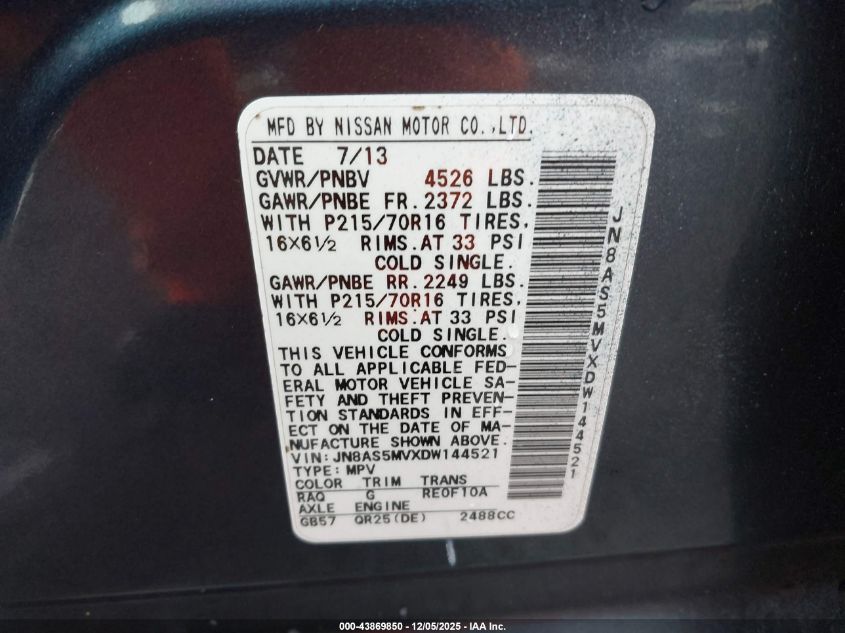 MFD BY NISSAN MOTOR CO.,LTD.
DATE 7/13
GVWR/PNBV 4526 LBS.
GAWR/PNBE FR. 2372 LBS.
WITH P215/70R16 TIRES,
16X6½ RIMS.AT 33 PSI
COLD SINGLE.
GAWR/PNBE RR. 2249 LBS.
WITH P215/70R16 TIRES,
16X6½ RIMS.AT 33 PSI
COLD SINGLE.
THIS VEHICLE CONFORMS
TO ALL APPLICABLE FED-
ERAL MOTOR VEHICLE SA-
FETY AND THEFT PREVEN-
TION STANDARDS IN EFF-
ECT ON THE DATE OF MA-
NUFACTURE SHOWN ABOVE.
VIN: JN8AS5MVXDW144521
TYPE: MPV
COLOR TRIM TRANS
RAQ G RE0F10A
AXLE ENGINE
GB57 QR25(DE) 2488CC
JN8AS5MVXDW144521
000-43869850 - 12/05/2025 - IAA Inc.